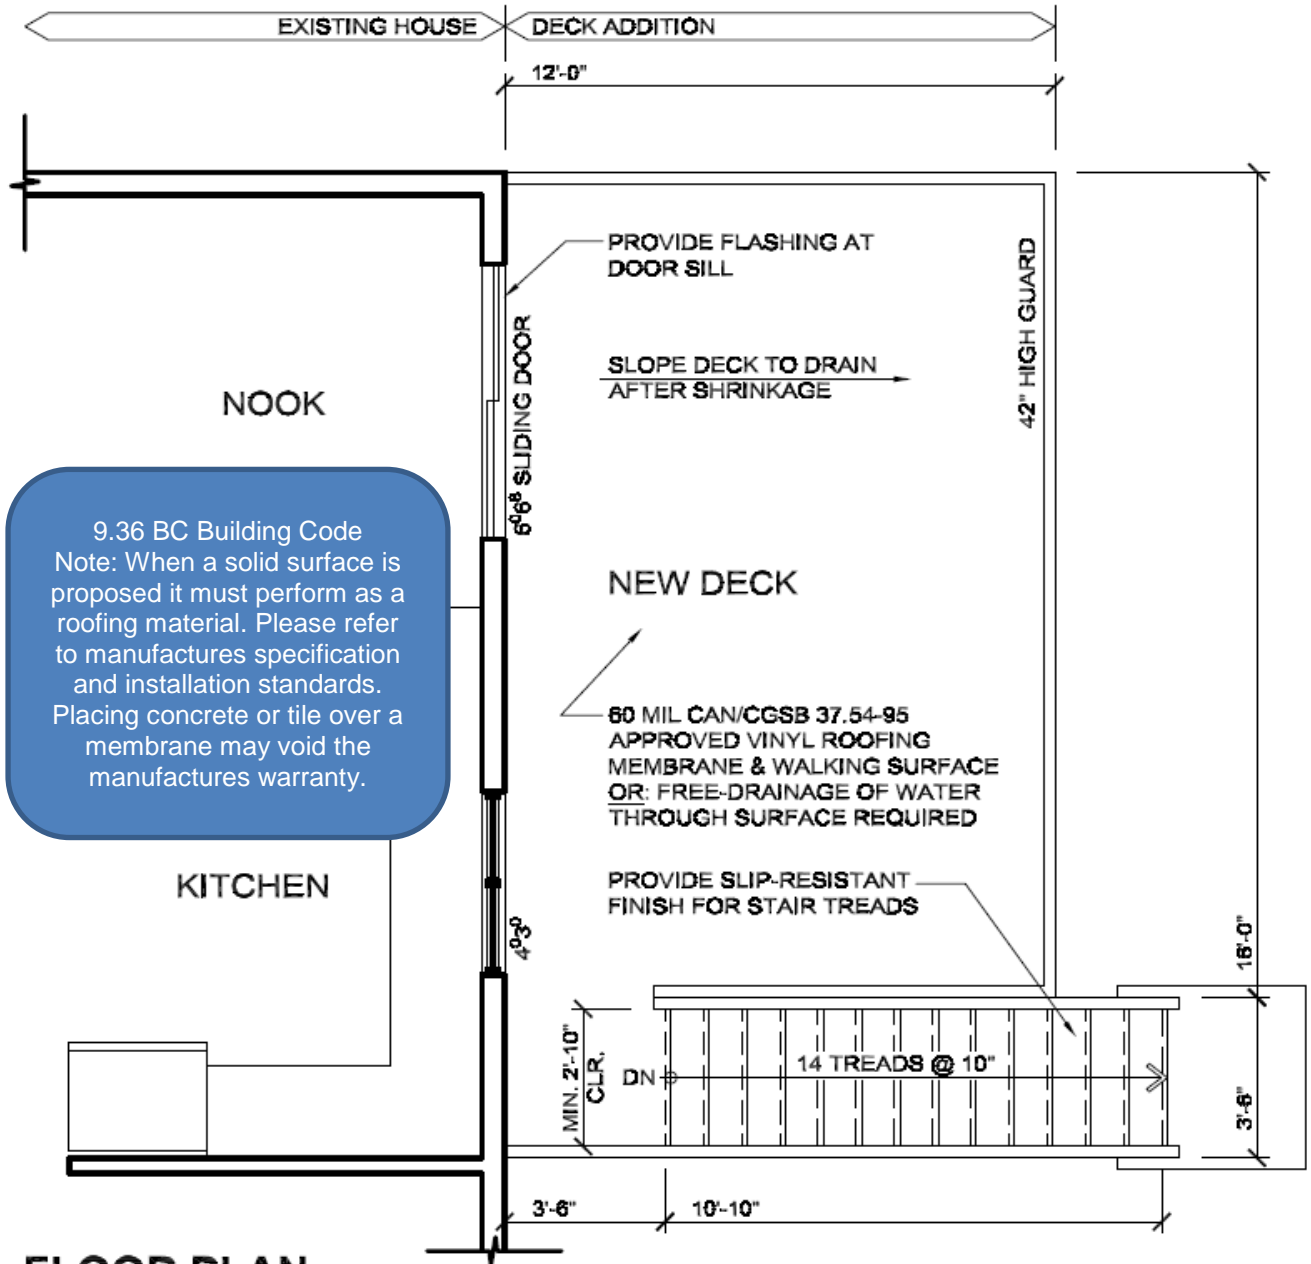 EXISTING HOUSE
DECK ADDITION
12'-0"
PROVIDE FLASHING AT
DOOR SILL
42" HIGH GUARD
6⁰6⁸ SLIDING DOOR
SLOPE DECK TO DRAIN
AFTER SHRINKAGE
NOOK
9.36 BC Building Code
Note: When a solid surface is
proposed it must perform as a
roofing material. Please refer
to manufactures specification
and installation standards.
Placing concrete or tile over a
membrane may void the
manufactures warranty.
NEW DECK
60 MIL CAN/CGSB 37.54-95
APPROVED VINYL ROOFING
MEMBRANE & WALKING SURFACE
OR: FREE-DRAINAGE OF WATER
THROUGH SURFACE REQUIRED
KITCHEN
PROVIDE SLIP-RESISTANT
FINISH FOR STAIR TREADS
4⁰3⁰
16'-0"
MIN. 2'-10"
CLR.
DN
14 TREADS @ 10"
3'-6"
3'-6"
10'-10"
FLOOR PLAN